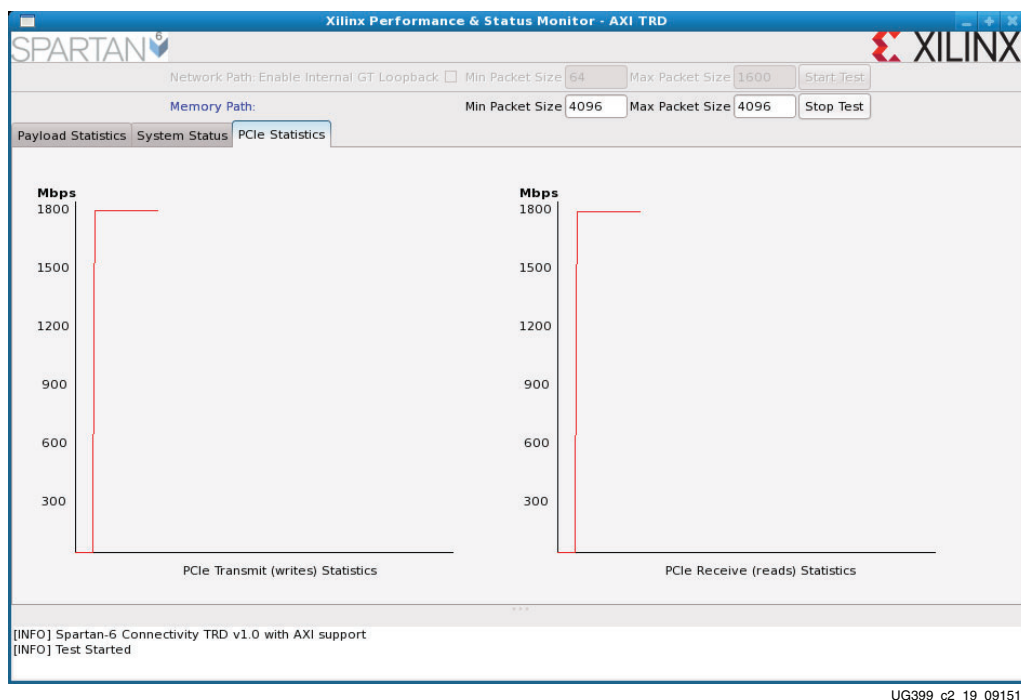 Xilinx Performance & Status Monitor - AXI TRD
SPARTAN 6 XILINX
Network Path: Enable Internal GT Loopback Min Packet Size 64 Max Packet Size 1600 Start Test
Memory Path: Min Packet Size 4096 Max Packet Size 4096 Stop Test
Payload Statistics System Status PCIe Statistics
Mbps
1800
1500
1200
900
600
300
PCIe Transmit (writes) Statistics
Mbps
1800
1500
1200
900
600
300
PCIe Receive (reads) Statistics
[INFO] Spartan-6 Connectivity TRD v1.0 with AXI support
[INFO] Test Started
UG399_c2_19_09151